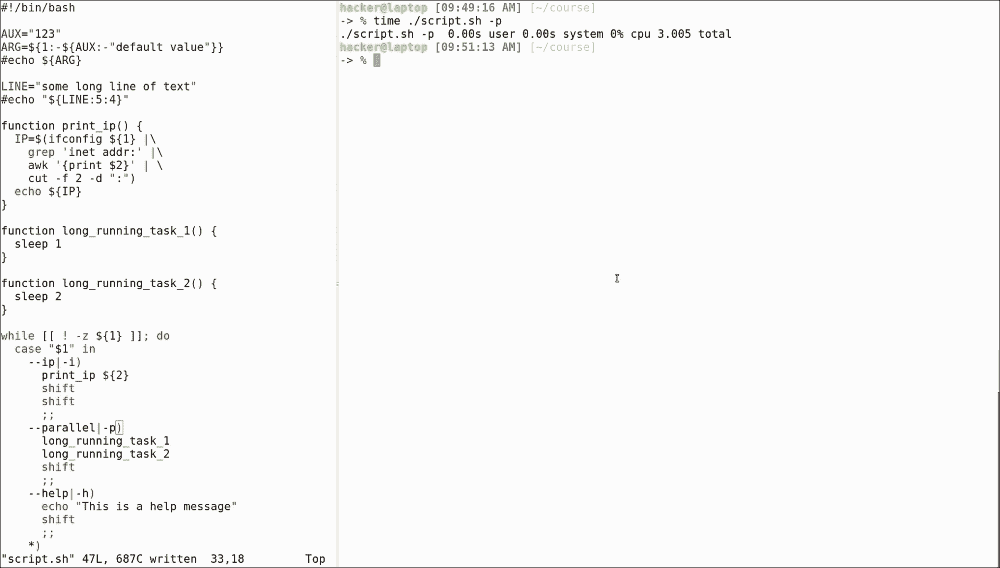 #!/bin/bash
AUX="123"
ARG=${1:-${AUX:-"default value"}}
#echo ${ARG}
LINE="some long line of text"
#echo "${LINE:5:4}"
function print_ip() {
  IP=$(ifconfig ${1} |\
    grep 'inet addr:' |\
    awk '{print $2}' | \
    cut -f 2 -d ":")
  echo ${IP}
}
function long_running_task_1() {
  sleep 1
}
function long_running_task_2() {
  sleep 2
}
while [[ ! -z ${1} ]]; do
  case "$1" in
    --ip|-i)
      print_ip ${2}
      shift
      shift
      ;;
    --parallel|-p)
      long_running_task_1
      long_running_task_2
      shift
      ;;
    --help|-h)
      echo "This is a help message"
      shift
      ;;
    *)
"script.sh" 47L, 687C written  33,18         Top
hacker@laptop [09:49:16 AM] [~/course]
-> % time ./script.sh -p
./script.sh -p  0.00s user 0.00s system 0% cpu 3.005 total
hacker@laptop [09:51:13 AM] [~/course]
-> %